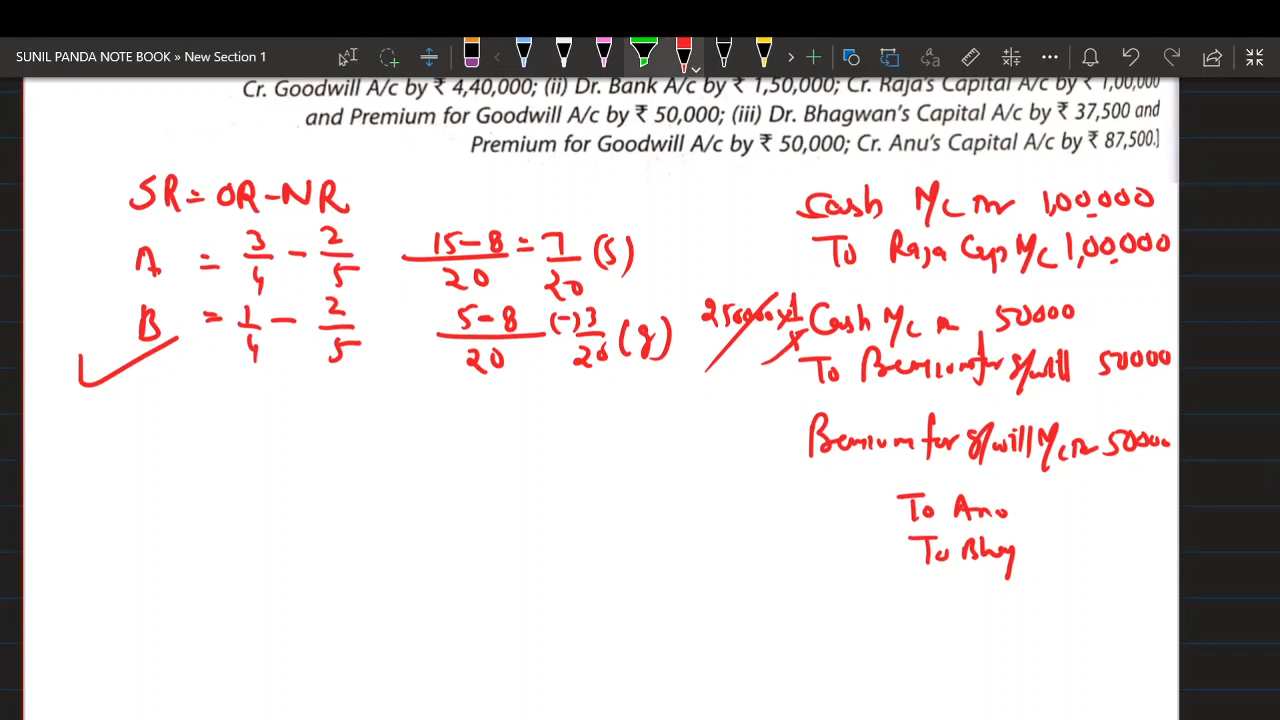 SUNIL PANDA NOTE BOOK » New Section 1
Cr. Goodwill A/c by ₹ 4,40,000; (ii) Dr. Bank A/c by ₹ 1,50,000; Cr. Raja's Capital A/c by ₹ 1,00,000
and Premium for Goodwill A/c by ₹ 50,000; (iii) Dr. Bhagwan's Capital A/c by ₹ 37,500 and
Premium for Goodwill A/c by ₹ 50,000; Cr. Anu's Capital A/c by ₹ 87,500.]
SR = OR - NR
A = 3/4 - 2/5 15-8/20 = 7/20 (S)
B = 1/4 - 2/5 5-8/20 (-) 3/20 (g)
Cash A/c Dr 1,00,000
To Raja Cap A/c 1,00,000
Cash A/c Dr 50000
To Premium for g/will 50000
Premium for g/will A/c Dr 50000
To Anu
To Bhag